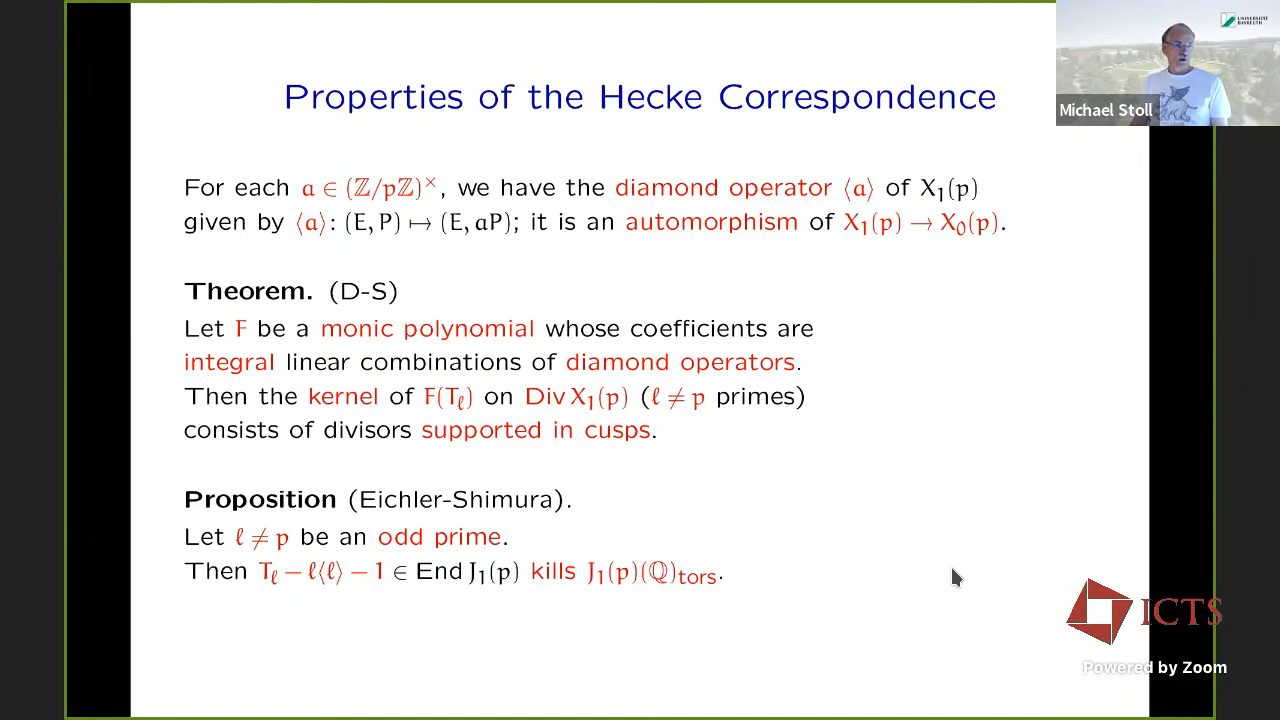 UNIVERSITÄT
BAYREUTH
Michael Stoll
Properties of the Hecke Correspondence
For each a ∈ (ℤ/pℤ)^×, we have the diamond operator ⟨a⟩ of X₁(p)
given by ⟨a⟩: (E, P) ↦ (E, aP); it is an automorphism of X₁(p) → X₀(p).
Theorem. (D-S)
Let F be a monic polynomial whose coefficients are
integral linear combinations of diamond operators.
Then the kernel of F(T_ℓ) on Div X₁(p) (ℓ ≠ p primes)
consists of divisors supported in cusps.
Proposition (Eichler-Shimura).
Let ℓ ≠ p be an odd prime.
Then T_ℓ − ℓ⟨ℓ⟩ − 1 ∈ End J₁(p) kills J₁(p)(ℚ)_tors.
ICTS
Powered by Zoom